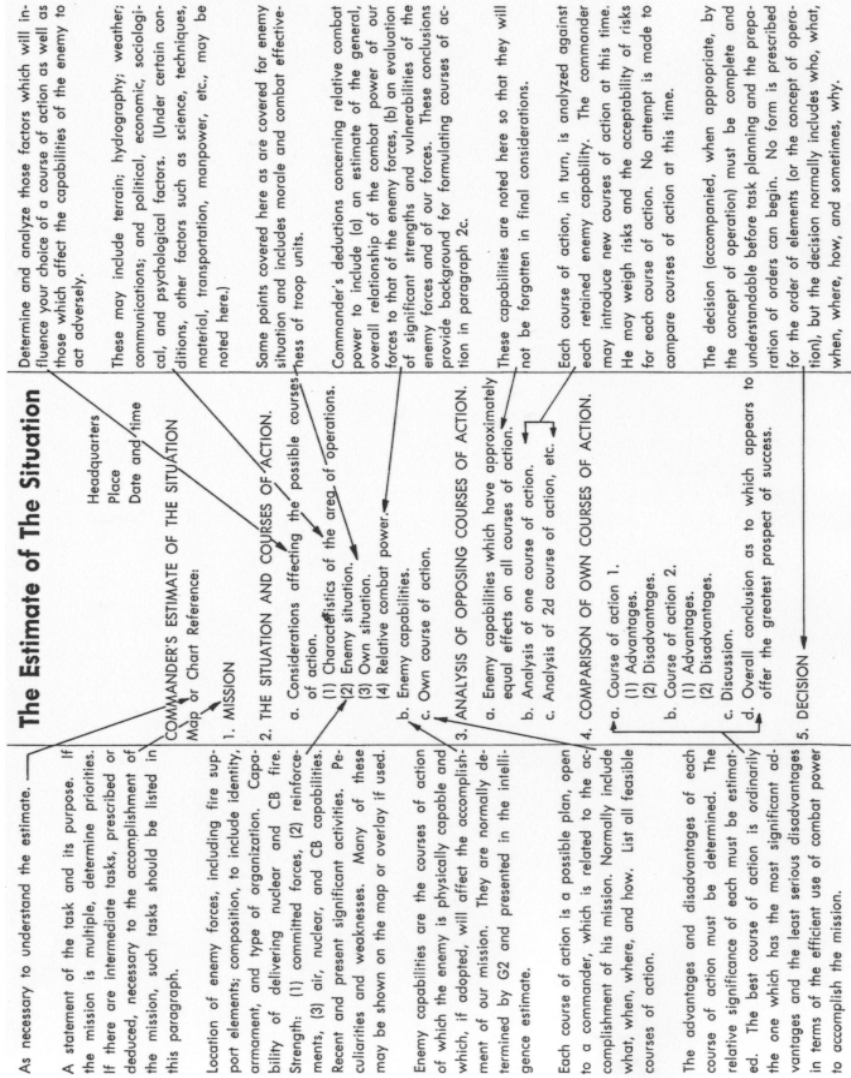 As necessary to understand the estimate.
A statement of the task and its purpose. If
the mission is multiple, determine priorities.
If there are intermediate tasks, prescribed or
deduced, necessary to the accomplishment of
the mission, such tasks should be listed in
this paragraph.
Location of enemy forces, including fire sup-
port elements; composition, to include identity,
armament, and type of organization. Capa-
bility of delivering nuclear and CB fire.
Strength: (1) committed forces, (2) reinforce-
ments, (3) air, nuclear, and CB capabilities.
Recent and present significant activities. Pe-
culiarities and weaknesses. Many of these
may be shown on the map or overlay if used.
Enemy capabilities are the courses of action
of which the enemy is physically capable and
which, if adopted, will affect the accomplish-
ment of our mission. They are normally de-
termined by G2 and presented in the intelli-
gence estimate.
Each course of action is a possible plan, open
to a commander, which is related to the ac-
complishment of his mission. Normally include
what, when, where, and how. List all feasible
courses of action.
The advantages and disadvantages of each
course of action must be determined. The
relative significance of each must be estimat-
ed. The best course of action is ordinarily
the one which has the most significant ad-
vantages and the least serious disadvantages
in terms of the efficient use of combat power
to accomplish the mission.
The Estimate of The Situation
Headquarters
Place
Date and time
COMMANDER'S ESTIMATE OF THE SITUATION
Map or Chart Reference:
1. MISSION
2. THE SITUATION AND COURSES OF ACTION.
a. Considerations affecting the possible courses
of action.
(1) Characteristics of the area of operations.
(2) Enemy situation.
(3) Own situation.
(4) Relative combat power.
b. Enemy capabilities.
c. Own course of action.
3. ANALYSIS OF OPPOSING COURSES OF ACTION.
a. Enemy capabilities which have approximately
equal effects on all courses of action.
b. Analysis of one course of action.
c. Analysis of 2d course of action, etc.
4. COMPARISON OF OWN COURSES OF ACTION.
a. Course of action 1.
(1) Advantages.
(2) Disadvantages.
b. Course of action 2.
(1) Advantages.
(2) Disadvantages.
c. Discussion.
d. Overall conclusion as to which appears to
offer the greatest prospect of success.
5. DECISION
Determine and analyze those factors which will in-
fluence your choice of a course of action as well as
those which affect the capabilities of the enemy to
act adversely.
These may include terrain; hydrography; weather;
communications; and political, economic, sociologi-
cal, and psychological factors. (Under certain con-
ditions, other factors such as science, techniques,
material, transportation, manpower, etc., may be
noted here.)
Same points covered here as are covered for enemy
situation and includes morale and combat effective-
ness of troop units.
Commander's deductions concerning relative combat
power to include (a) an estimate of the general,
overall relationship of the combat power of our
forces to that of the enemy forces, (b) an evaluation
of significant strengths and vulnerabilities of the
enemy forces and of our forces. These conclusions
provide background for formulating courses of ac-
tion in paragraph 2c.
These capabilities are noted here so that they will
not be forgotten in final considerations.
Each course of action, in turn, is analyzed against
each retained enemy capability. The commander
may introduce new courses of action at this time.
He may weigh risks and the acceptability of risks
for each course of action. No attempt is made to
compare courses of action at this time.
The decision (accompanied, when appropriate, by
the concept of operation) must be complete and
understandable before task planning and the prepa-
ration of orders can begin. No form is prescribed
for the order of elements (or the concept of opera-
tion), but the decision normally includes who, what,
when, where, how, and sometimes, why.